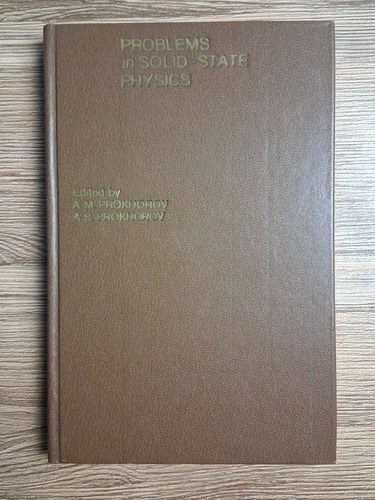 PROBLEMS
in SOLID STATE
PHYSICS
Edited by
A. M. PROKHOROV
A. S. PROKHOROV